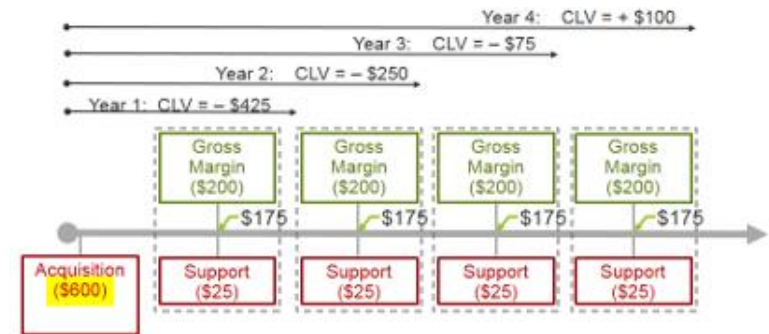 Year 4: CLV = + $100
Year 3: CLV = – $75
Year 2: CLV = – $250
Year 1: CLV = – $425
Gross
Margin
($200)
Gross
Margin
($200)
Gross
Margin
($200)
Gross
Margin
($200)
$175
$175
$175
$175
Acquisition
($600)
Support
($25)
Support
($25)
Support
($25)
Support
($25)